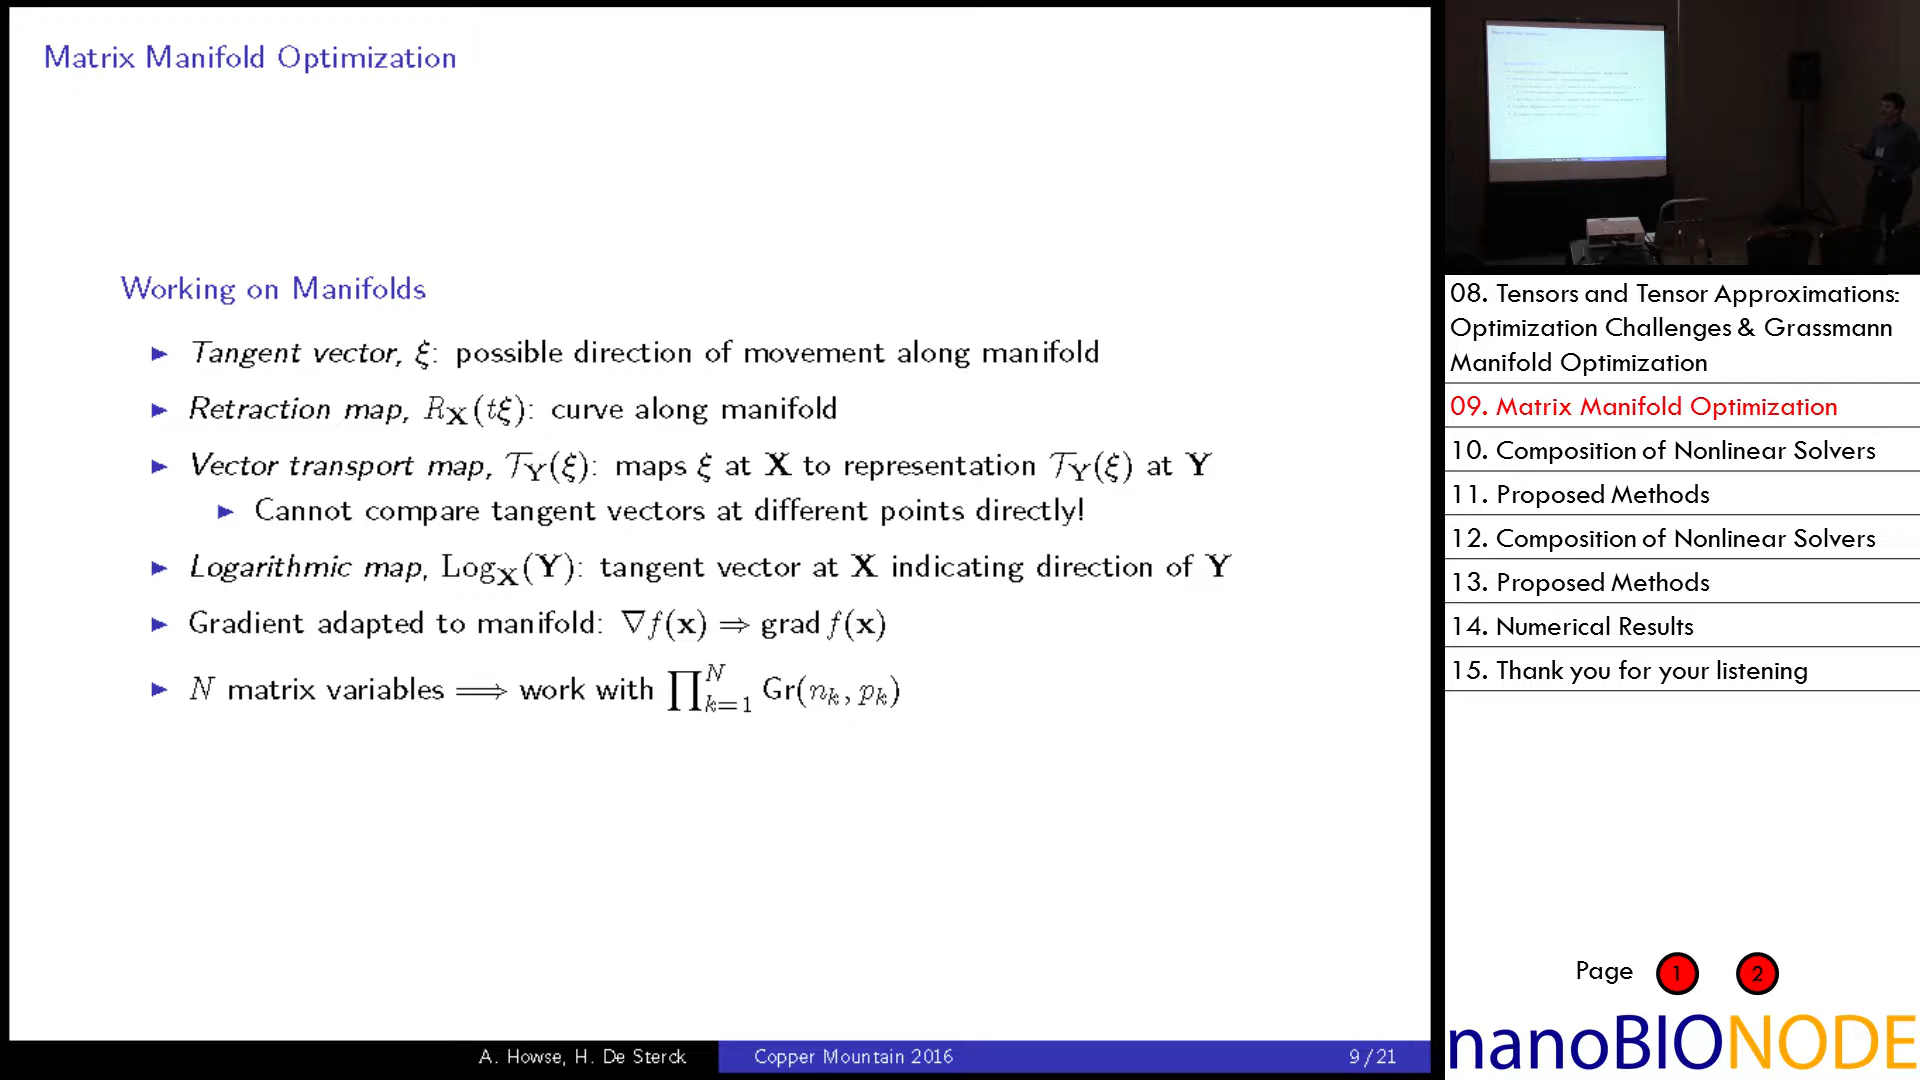 Matrix Manifold Optimization
Working on Manifolds
▶ Tangent vector, ξ: possible direction of movement along manifold
▶ Retraction map, R_X(tξ): curve along manifold
▶ Vector transport map, 𝒯_Y(ξ): maps ξ at X to representation 𝒯_Y(ξ) at Y
▶ Cannot compare tangent vectors at different points directly!
▶ Logarithmic map, Log_X(Y): tangent vector at X indicating direction of Y
▶ Gradient adapted to manifold: ∇f(x) ⇒ grad f(x)
▶ N matrix variables ⟹ work with ∏_{k=1}^{N} Gr(n_k, p_k)
A. Howse, H. De Sterck
Copper Mountain 2016
9 / 21
08. Tensors and Tensor Approximations:
Optimization Challenges & Grassmann
Manifold Optimization
09. Matrix Manifold Optimization
10. Composition of Nonlinear Solvers
11. Proposed Methods
12. Composition of Nonlinear Solvers
13. Proposed Methods
14. Numerical Results
15. Thank you for your listening
Page 1 2
nanoBIONODE